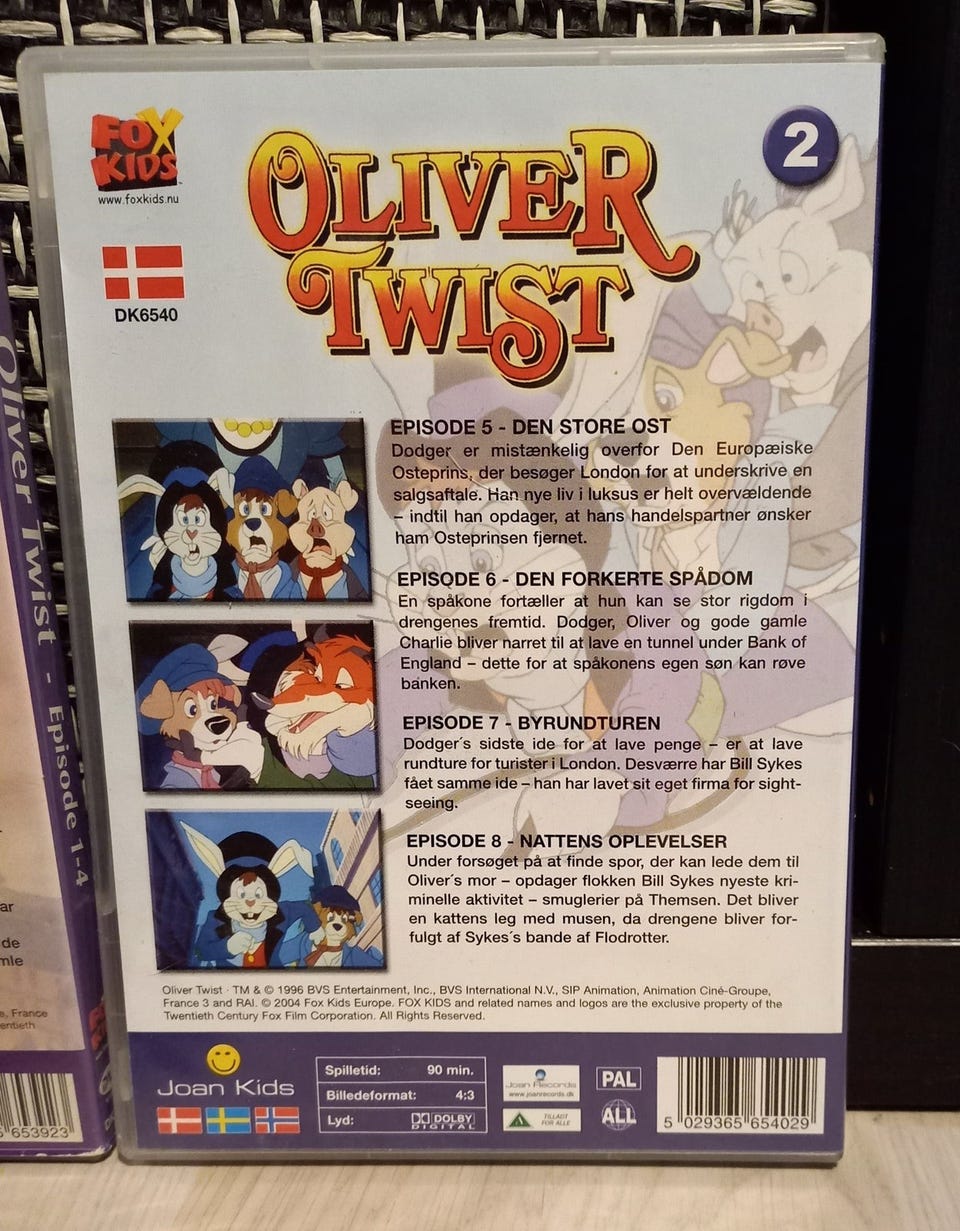 FOX
KIDS
www.foxkids.nu
DK6540
OLIVER
TWIST
2
EPISODE 5 - DEN STORE OST
Dodger er mistænkelig overfor Den Europæiske
Osteprins, der besøger London for at underskrive en
salgsaftale. Han nye liv i luksus er helt overvældende
– indtil han opdager, at hans handelspartner ønsker
ham Osteprinsen fjernet.
EPISODE 6 - DEN FORKERTE SPÅDOM
En spåkone fortæller at hun kan se stor rigdom i
drengenes fremtid. Dodger, Oliver og gode gamle
Charlie bliver narret til at lave en tunnel under Bank of
England – dette for at spåkonens egen søn kan røve
banken.
EPISODE 7 - BYRUNDTUREN
Dodger´s sidste ide for at lave penge – er at lave
rundture for turister i London. Desværre har Bill Sykes
fået samme ide – han har lavet sit eget firma for sight-
seeing.
EPISODE 8 - NATTENS OPLEVELSER
Under forsøget på at finde spor, der kan lede dem til
Oliver´s mor – opdager flokken Bill Sykes nyeste kri-
minelle aktivitet – smuglerier på Themsen. Det bliver
en kattens leg med musen, da drengene bliver for-
fulgt af Sykes´s bande af Flodrotter.
Oliver Twist · TM & © 1996 BVS Entertainment, Inc., BVS International N.V., SIP Animation, Animation Ciné-Groupe,
France 3 and RAI. © 2004 Fox Kids Europe. FOX KIDS and related names and logos are the exclusive property of the
Twentieth Century Fox Film Corporation. All Rights Reserved.
Joan Kids
Spilletid: 90 min.
Billedeformat: 4:3
Lyd: DOLBY
DIGITAL
Joan Records
www.joanrecords.dk
TILLADT
FOR ALLE
PAL
ALL
5 029365 654029
Oliver Twist - Episode 1-4
ar
de
mle
e, France
entieth
653923